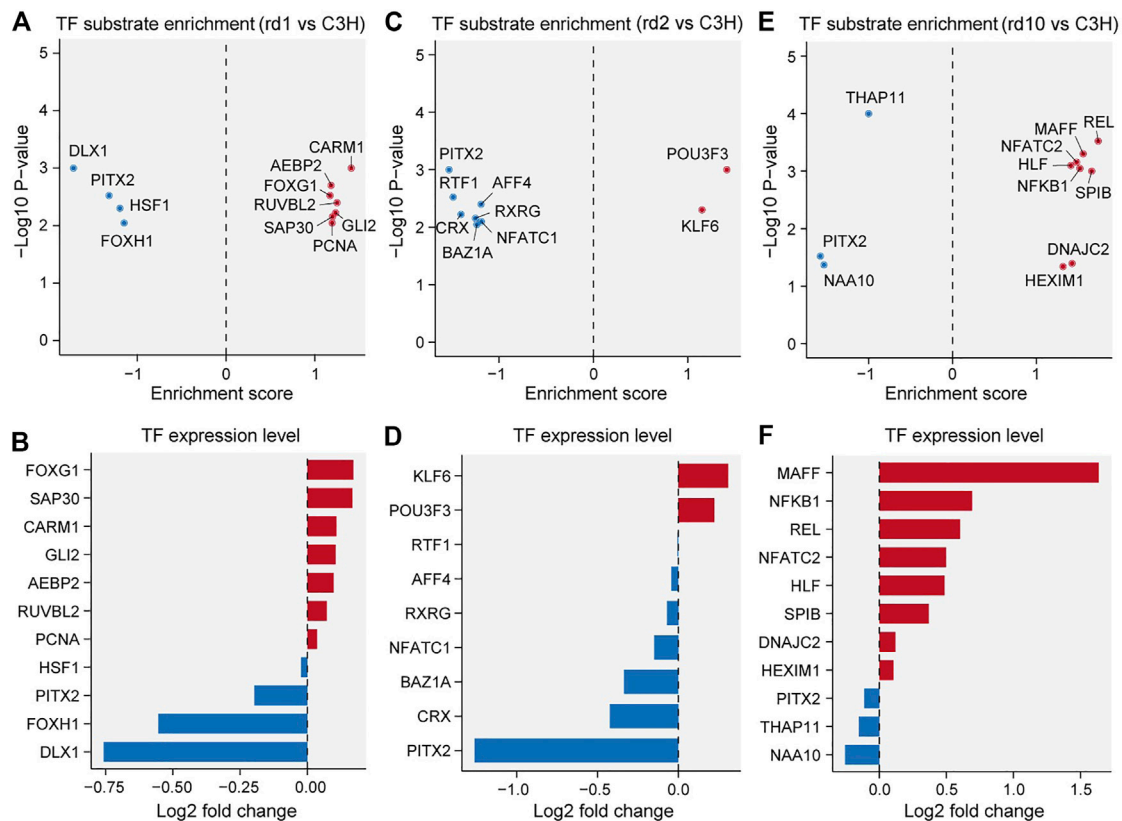 A TF substrate enrichment (rd1 vs C3H)
5
4
3
2
1
0
−Log10 P-value
DLX1
PITX2
HSF1
FOXH1
CARM1
AEBP2
FOXG1
RUVBL2
SAP30
GLI2
PCNA
−1 0 1
Enrichment score
C TF substrate enrichment (rd2 vs C3H)
5
4
3
2
1
0
−Log10 P-value
PITX2
RTF1
AFF4
RXRG
CRX
NFATC1
BAZ1A
POU3F3
KLF6
−1 0 1
Enrichment score
E TF substrate enrichment (rd10 vs C3H)
5
4
3
2
1
0
−Log10 P-value
THAP11
REL
MAFF
NFATC2
HLF
NFKB1
SPIB
PITX2
NAA10
DNAJC2
HEXIM1
−1 0 1
Enrichment score
B TF expression level
FOXG1
SAP30
CARM1
GLI2
AEBP2
RUVBL2
PCNA
HSF1
PITX2
FOXH1
DLX1
−0.75 −0.50 −0.25 0.00
Log2 fold change
D TF expression level
KLF6
POU3F3
RTF1
AFF4
RXRG
NFATC1
BAZ1A
CRX
PITX2
−1.0 −0.5 0.0
Log2 fold change
F TF expression level
MAFF
NFKB1
REL
NFATC2
HLF
SPIB
DNAJC2
HEXIM1
PITX2
THAP11
NAA10
0.0 0.5 1.0 1.5
Log2 fold change